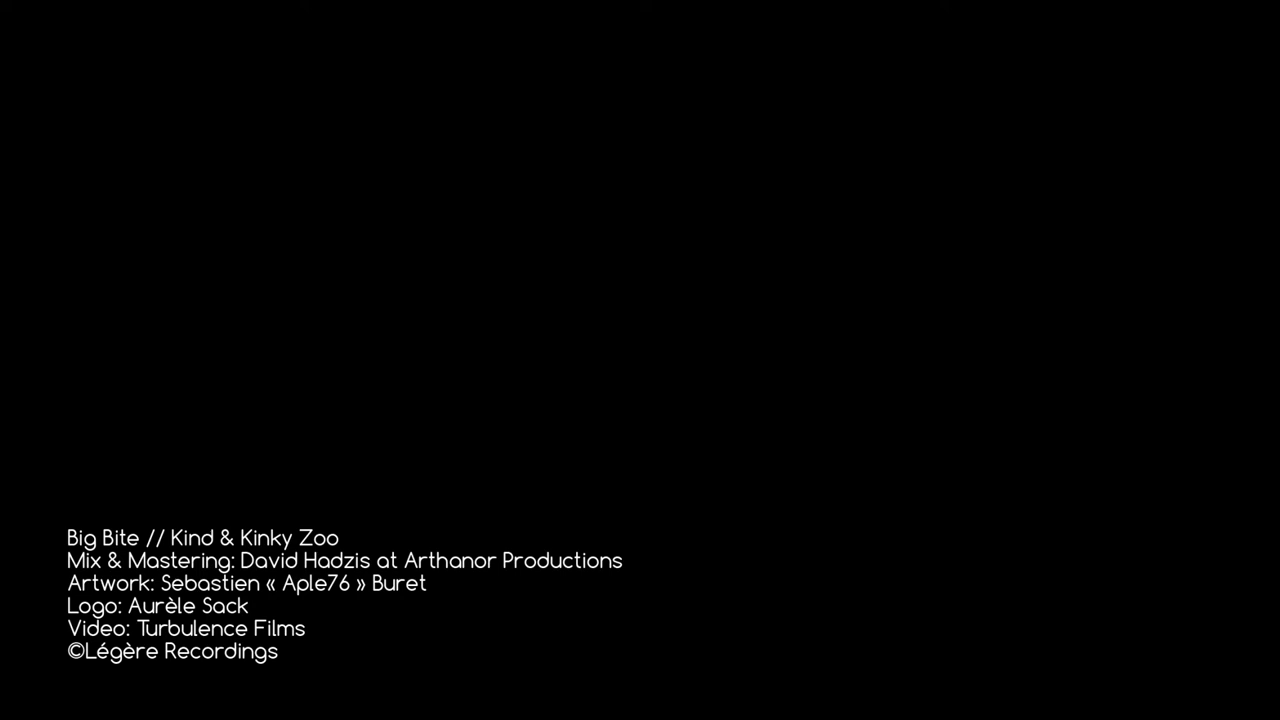 Big Bite // Kind & Kinky Zoo
Mix & Mastering: David Hadzis at Arthanor Productions
Artwork: Sebastien « Aple76 » Buret
Logo: Aurèle Sack
Video: Turbulence Films
©Légère Recordings